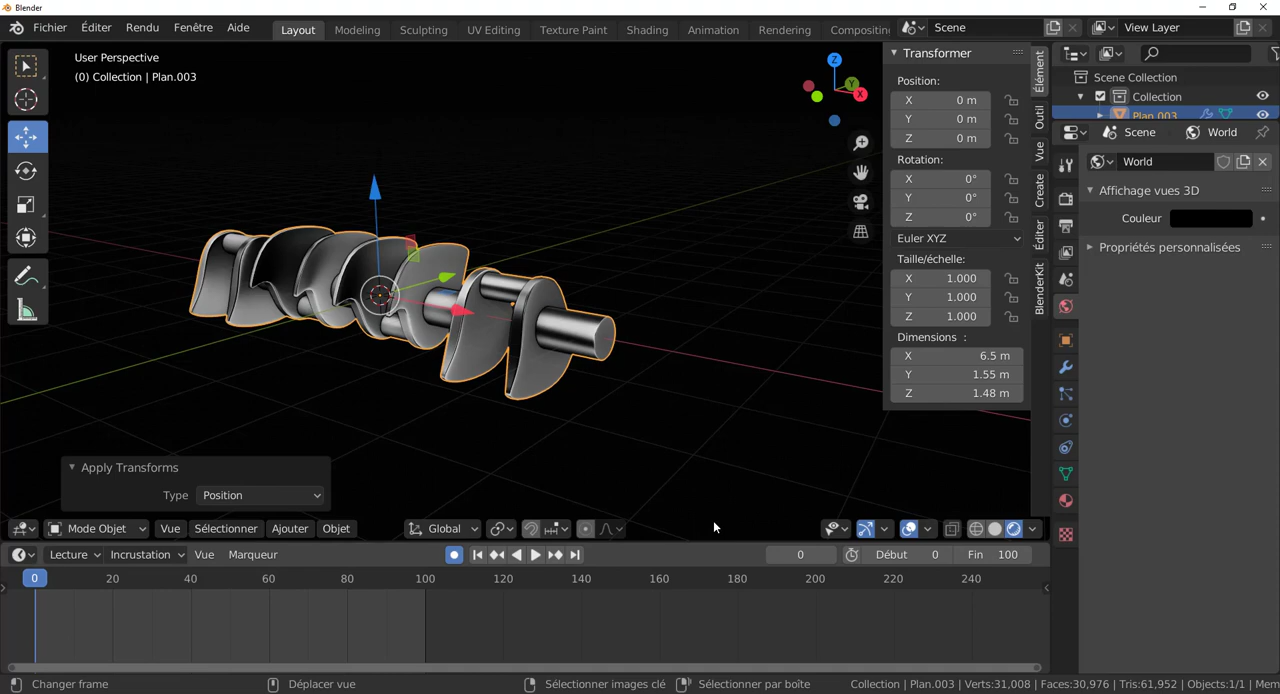 Blender
Fichier Éditer Rendu Fenêtre Aide Layout Modeling Sculpting UV Editing Texture Paint Shading Animation Rendering Compositing Scene View Layer
User Perspective
(0) Collection | Plan.003
Z
Y
X
Transformer
Position:
X 0 m
Y 0 m
Z 0 m
Rotation:
X 0°
Y 0°
Z 0°
Euler XYZ
Taille/échelle:
X 1.000
Y 1.000
Z 1.000
Dimensions :
X 6.5 m
Y 1.55 m
Z 1.48 m
Élément
Outil
Vue
Create
Éditer
BlenderKit
Scene Collection
Collection
Plan.003
Scene World
World
Affichage vues 3D
Couleur
Propriétés personnalisées
Apply Transforms
Type Position
Mode Objet Vue Sélectionner Ajouter Objet Global
Lecture Incrustation Vue Marqueur 0 Début 0 Fin 100
0 20 40 60 80 100 120 140 160 180 200 220 240
Changer frame Déplacer vue Sélectionner images clé Sélectionner par boîte Collection | Plan.003 | Verts:31,008 | Faces:30,976 | Tris:61,952 | Objects:1/1 | Mem